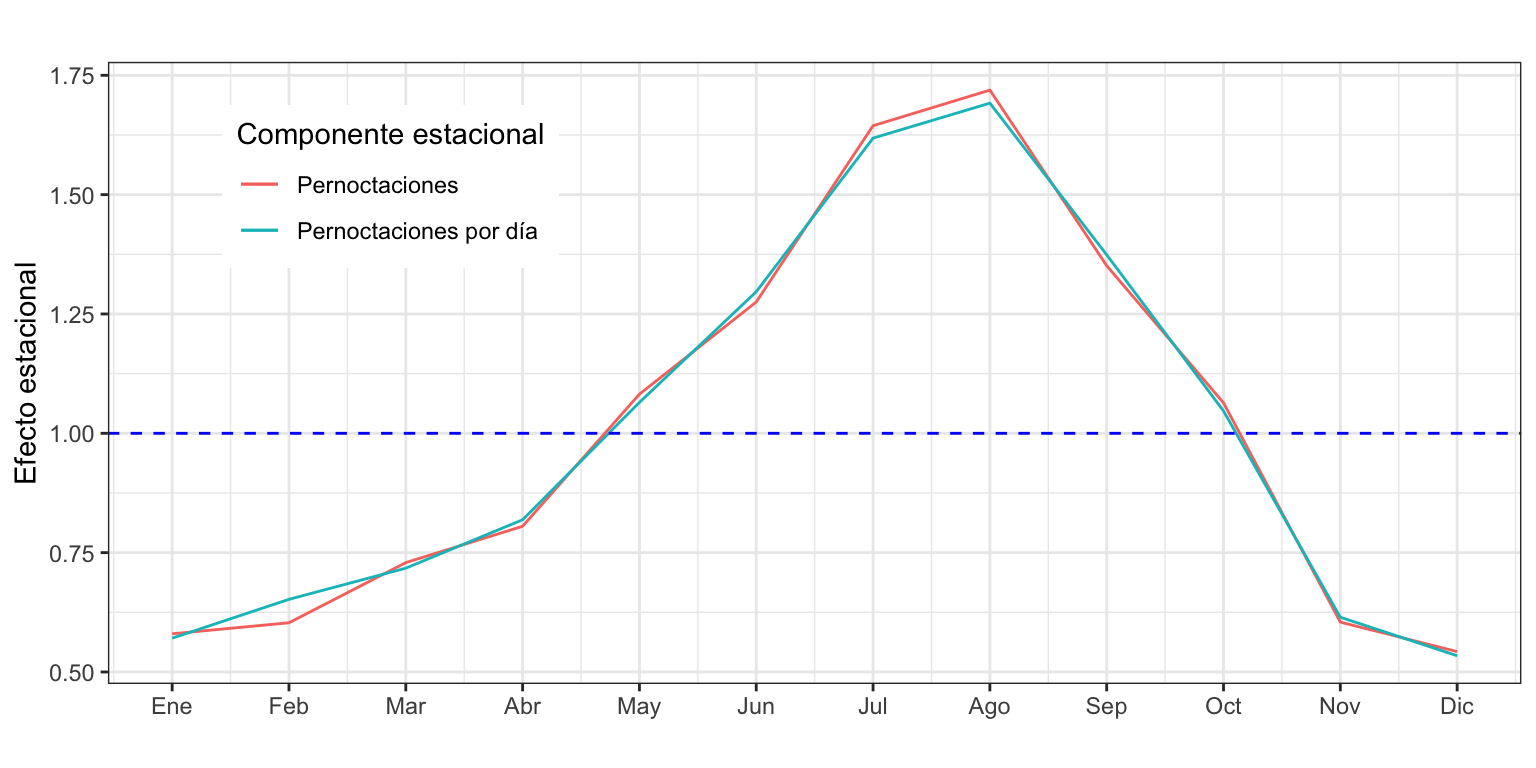 Componente estacional
Pernoctaciones
Pernoctaciones por día
Efecto estacional
1.75
1.50
1.25
1.00
0.75
0.50
Ene Feb Mar Abr May Jun Jul Ago Sep Oct Nov Dic